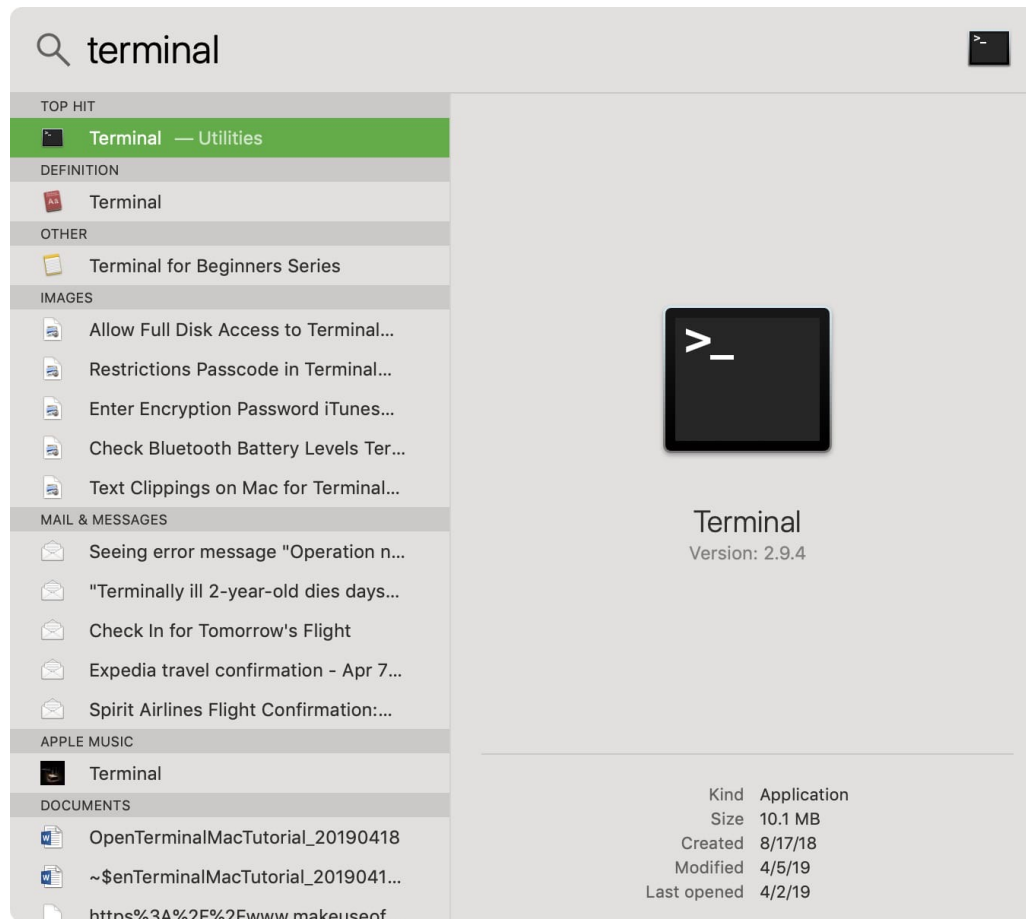 terminal
TOP HIT
Terminal — Utilities
DEFINITION
Terminal
OTHER
Terminal for Beginners Series
IMAGES
Allow Full Disk Access to Terminal...
Restrictions Passcode in Terminal...
Enter Encryption Password iTunes...
Check Bluetooth Battery Levels Ter...
Text Clippings on Mac for Terminal...
MAIL & MESSAGES
Seeing error message "Operation n...
"Terminally ill 2-year-old dies days...
Check In for Tomorrow's Flight
Expedia travel confirmation - Apr 7...
Spirit Airlines Flight Confirmation:...
APPLE MUSIC
Terminal
DOCUMENTS
OpenTerminalMacTutorial_20190418
~$enTerminalMacTutorial_2019041...
https%3A%2F%2Fwww.makeuseof
>_
Terminal
Version: 2.9.4
Kind Application
Size 10.1 MB
Created 8/17/18
Modified 4/5/19
Last opened 4/2/19